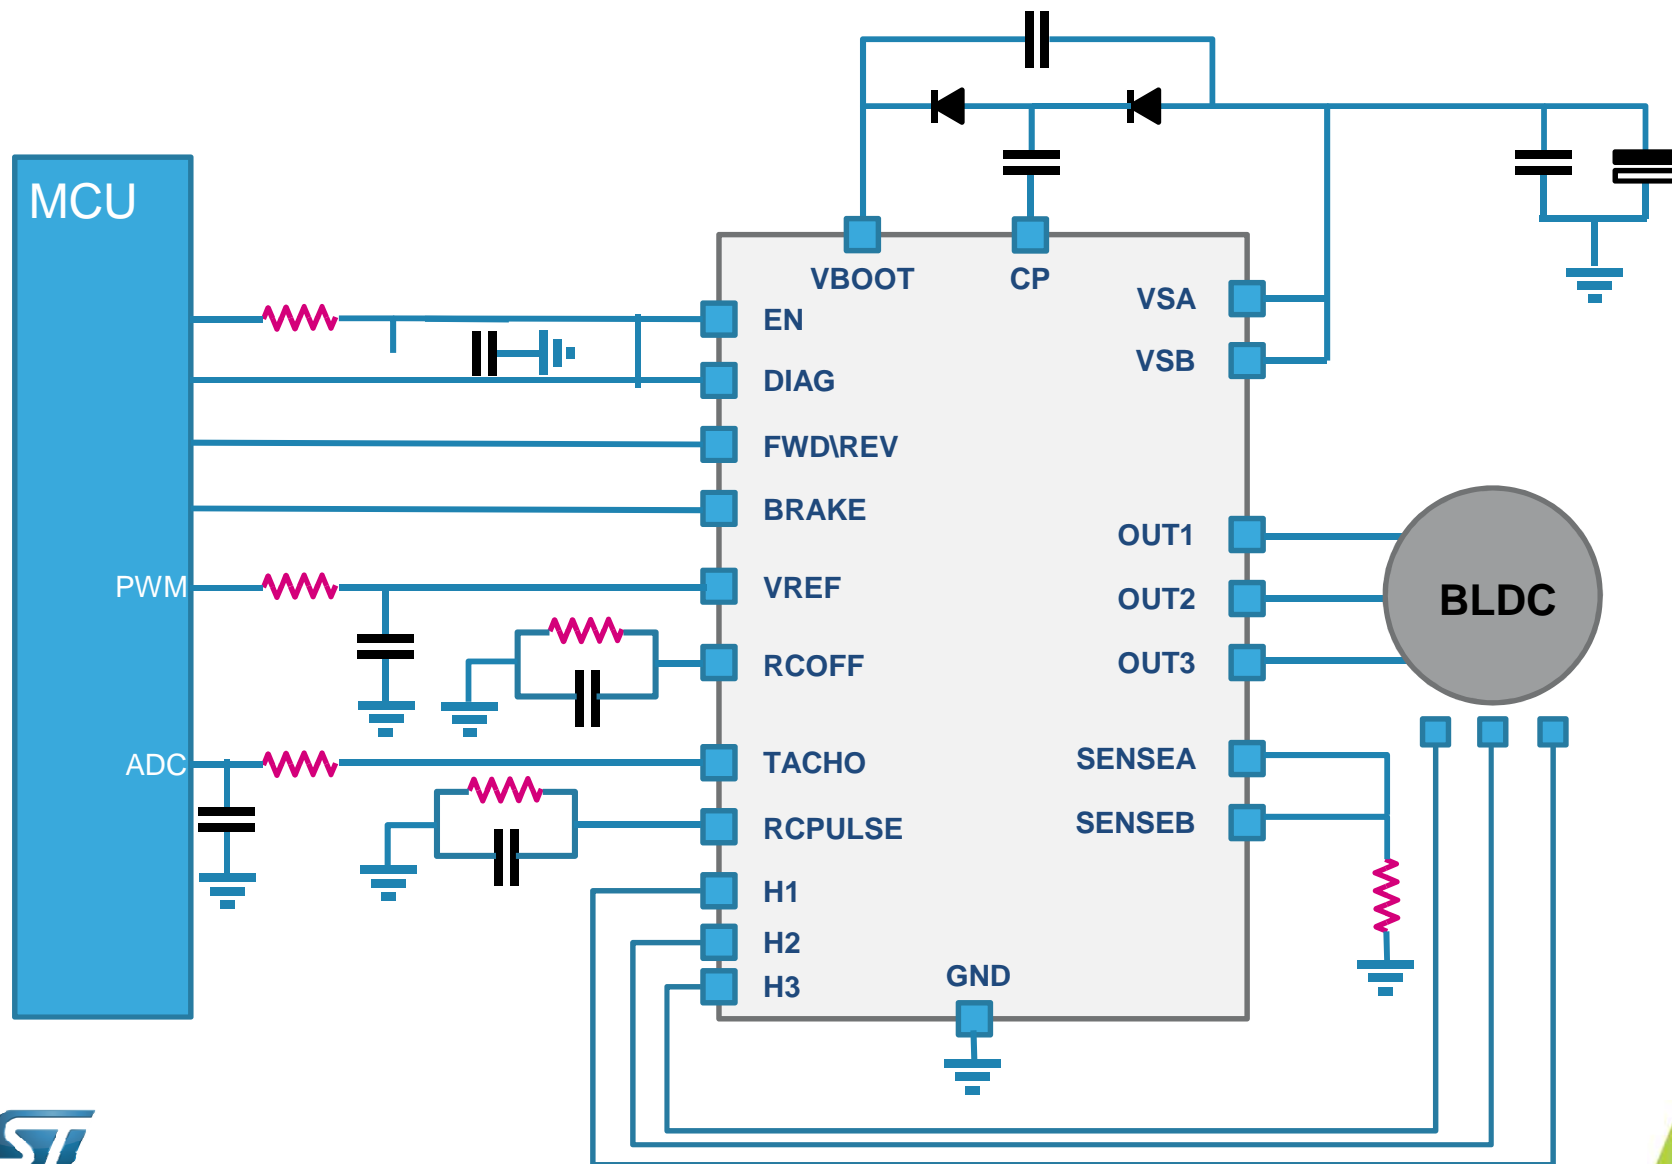 MCU
VBOOT
CP
VSA
EN
VSB
DIAG
FWD\REV
BRAKE
OUT1
PWM
VREF
OUT2
BLDC
RCOFF
OUT3
ADC
TACHO
SENSEA
RCPULSE
SENSEB
H1
H2
H3
GND
ST